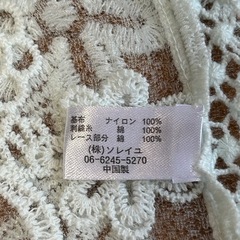 基布 ナイロン 100%
刺繍糸 綿 100%
レース部分 綿 100%
(株)ソレイユ
06-6245-5270
中国製